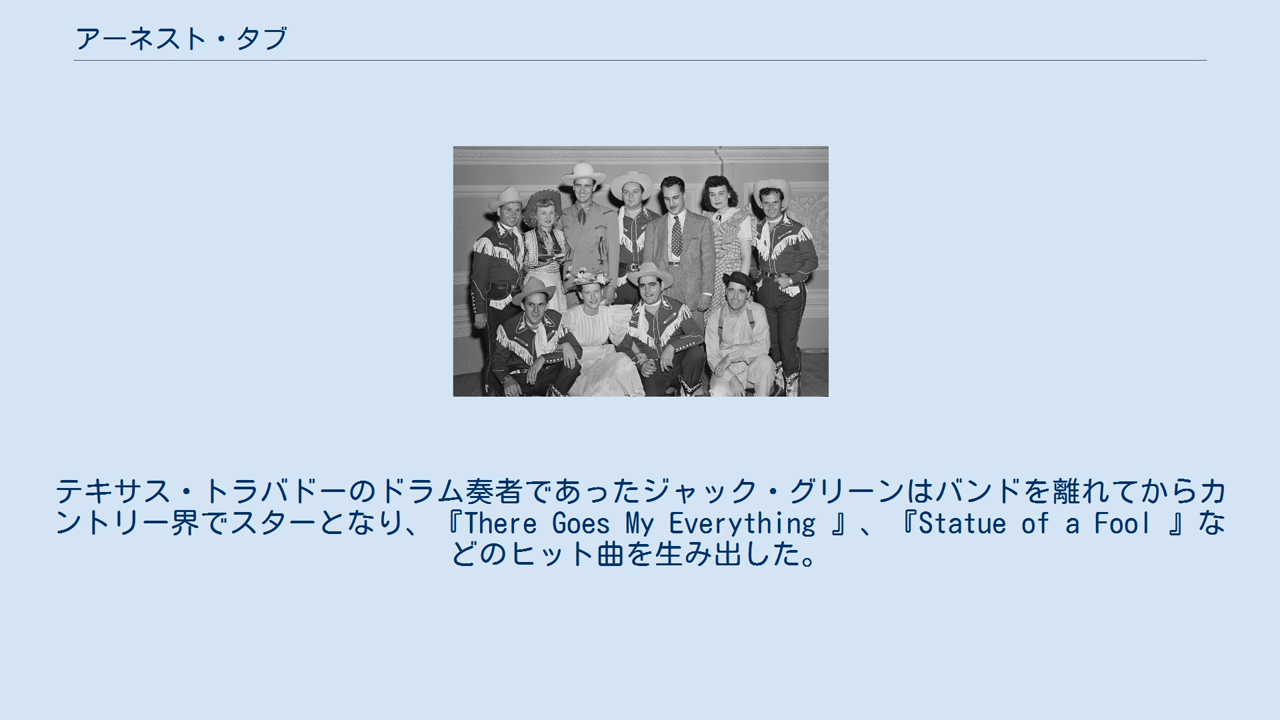 アーネスト・タブ
テキサス・トラバドーのドラム奏者であったジャック・グリーンはバンドを離れてからカ
ントリー界でスターとなり、『There Goes My Everything 』、『Statue of a Fool 』な
どのヒット曲を生み出した。